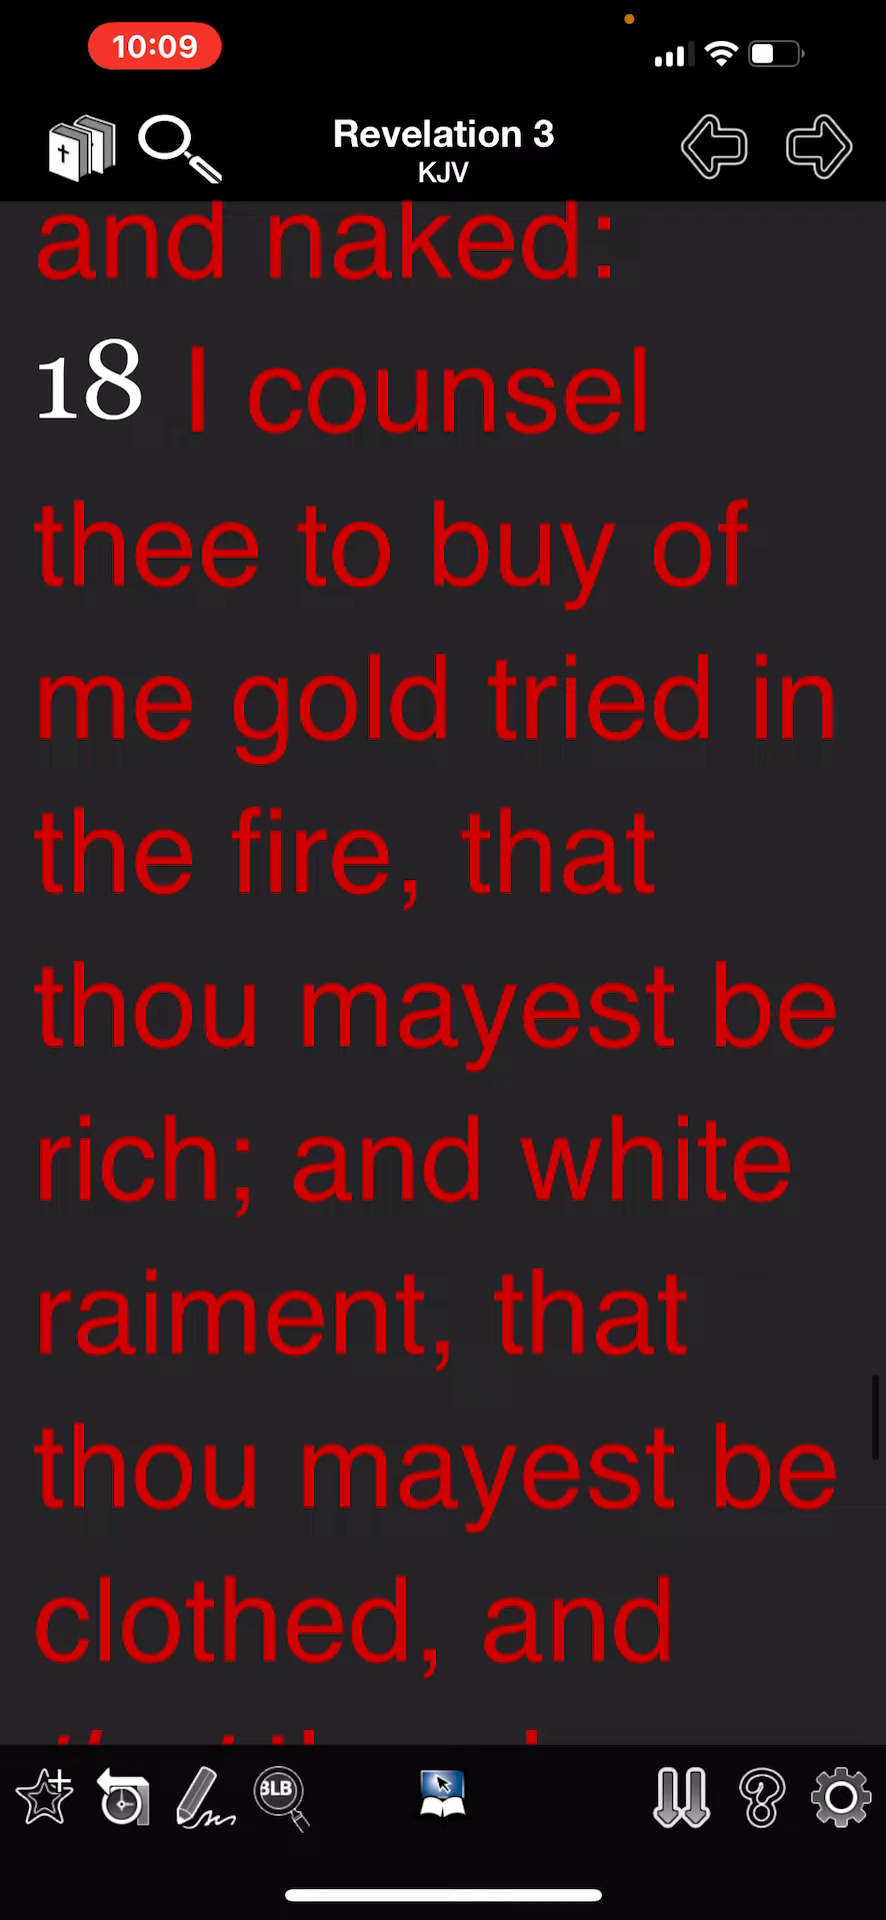 10:09
Revelation 3
KJV
and naked:
18 I counsel
thee to buy of
me gold tried in
the fire, that
thou mayest be
rich; and white
raiment, that
thou mayest be
clothed, and
BLB